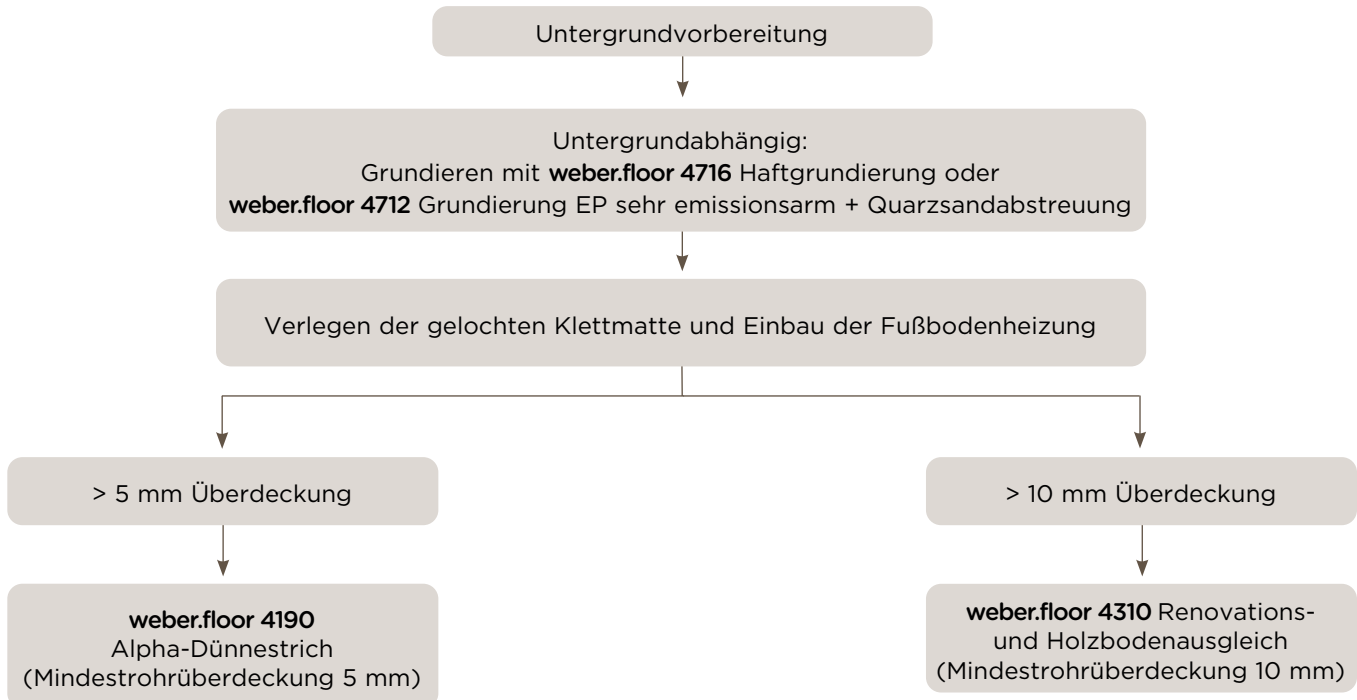 Untergrundvorbereitung
Untergrundabhängig:
Grundieren mit weber.floor 4716 Haftgrundierung oder
weber.floor 4712 Grundierung EP sehr emissionsarm + Quarzsandabstreuung
Verlegen der gelochten Klettmatte und Einbau der Fußbodenheizung
> 5 mm Überdeckung
> 10 mm Überdeckung
weber.floor 4190
Alpha-Dünnestrich
(Mindestrohrüberdeckung 5 mm)
weber.floor 4310 Renovations-
und Holzbodenausgleich
(Mindestrohrüberdeckung 10 mm)